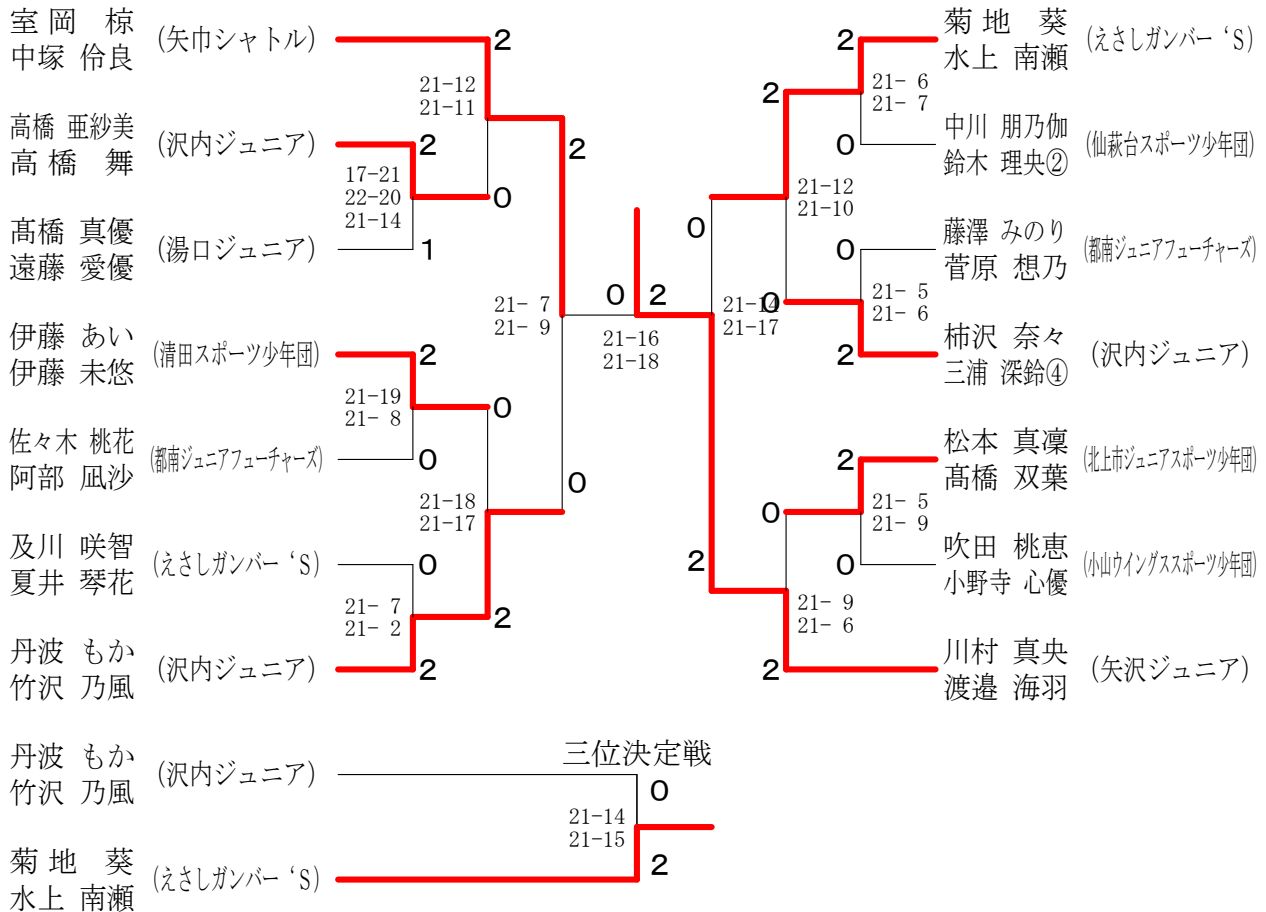 室岡 椋
中塚 伶良
(矢巾シャトル)
2
21-12
21-11
高橋 亜紗美
高橋 舞
(沢内ジュニア)
2
17-21
22-20
21-14
0
2
髙橋 真優
遠藤 愛優
(湯口ジュニア)
1
21- 7
21- 9
伊藤 あい
伊藤 未悠
(清田スポーツ少年団)
2
21-19
21- 8
0
佐々木 桃花
阿部 凪沙
(都南ジュニアフューチャーズ)
0
21-18
21-17
0
及川 咲智
夏井 琴花
(えさしガンバー‘S)
0
21- 7
21- 2
2
丹波 もか
竹沢 乃風
(沢内ジュニア)
2
0
2
21-16
21-18
菊地 葵
水上 南瀬
(えさしガンバー‘S)
2
21- 6
21- 7
2
中川 朋乃伽
鈴木 理央②
(仙萩台スポーツ少年団)
0
21-12
21-10
0
藤澤 みのり
菅原 想乃
(都南ジュニアフューチャーズ)
0
21- 5
21- 6
0
21-14
21-17
柿沢 奈々
三浦 深鈴④
(沢内ジュニア)
2
松本 真凜
髙橋 双葉
(北上市ジュニアスポーツ少年団)
2
21- 5
21- 9
0
吹田 桃恵
小野寺 心優
(小山ウイングススポーツ少年団)
0
2
21- 9
21- 6
川村 真央
渡邉 海羽
(矢沢ジュニア)
2
三位決定戦
丹波 もか
竹沢 乃風
(沢内ジュニア)
0
21-14
21-15
菊地 葵
水上 南瀬
(えさしガンバー‘S)
2